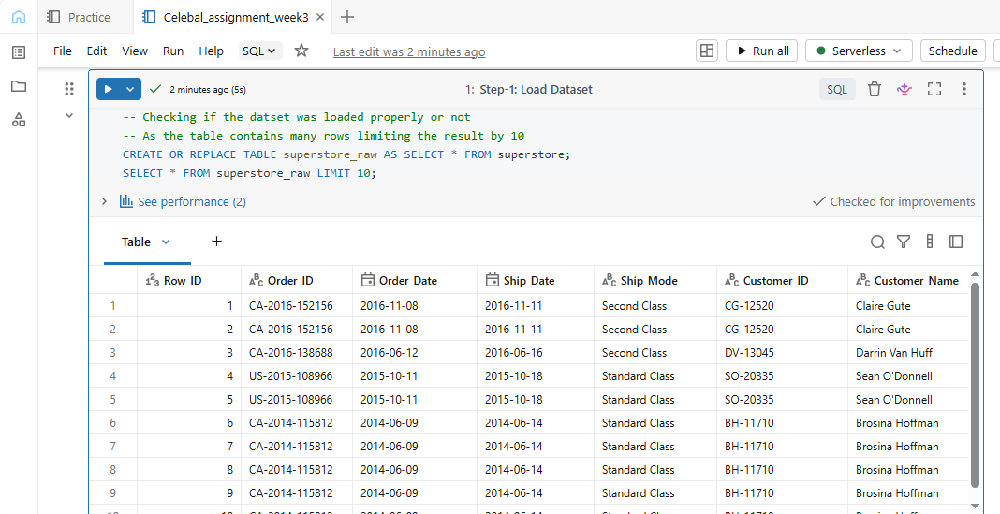 Practice
Celebal_assignment_week3
File Edit View Run Help SQL Last edit was 2 minutes ago Run all Serverless Schedule
2 minutes ago (5s) 1: Step-1: Load Dataset SQL
-- Checking if the datset was loaded properly or not
-- As the table contains many rows limiting the result by 10
CREATE OR REPLACE TABLE superstore_raw AS SELECT * FROM superstore;
SELECT * FROM superstore_raw LIMIT 10;
See performance (2) Checked for improvements
Table
Row_ID Order_ID Order_Date Ship_Date Ship_Mode Customer_ID Customer_Name
1 1 CA-2016-152156 2016-11-08 2016-11-11 Second Class CG-12520 Claire Gute
2 2 CA-2016-152156 2016-11-08 2016-11-11 Second Class CG-12520 Claire Gute
3 3 CA-2016-138688 2016-06-12 2016-06-16 Second Class DV-13045 Darrin Van Huff
4 4 US-2015-108966 2015-10-11 2015-10-18 Standard Class SO-20335 Sean O'Donnell
5 5 US-2015-108966 2015-10-11 2015-10-18 Standard Class SO-20335 Sean O'Donnell
6 6 CA-2014-115812 2014-06-09 2014-06-14 Standard Class BH-11710 Brosina Hoffman
7 7 CA-2014-115812 2014-06-09 2014-06-14 Standard Class BH-11710 Brosina Hoffman
8 8 CA-2014-115812 2014-06-09 2014-06-14 Standard Class BH-11710 Brosina Hoffman
9 9 CA-2014-115812 2014-06-09 2014-06-14 Standard Class BH-11710 Brosina Hoffman